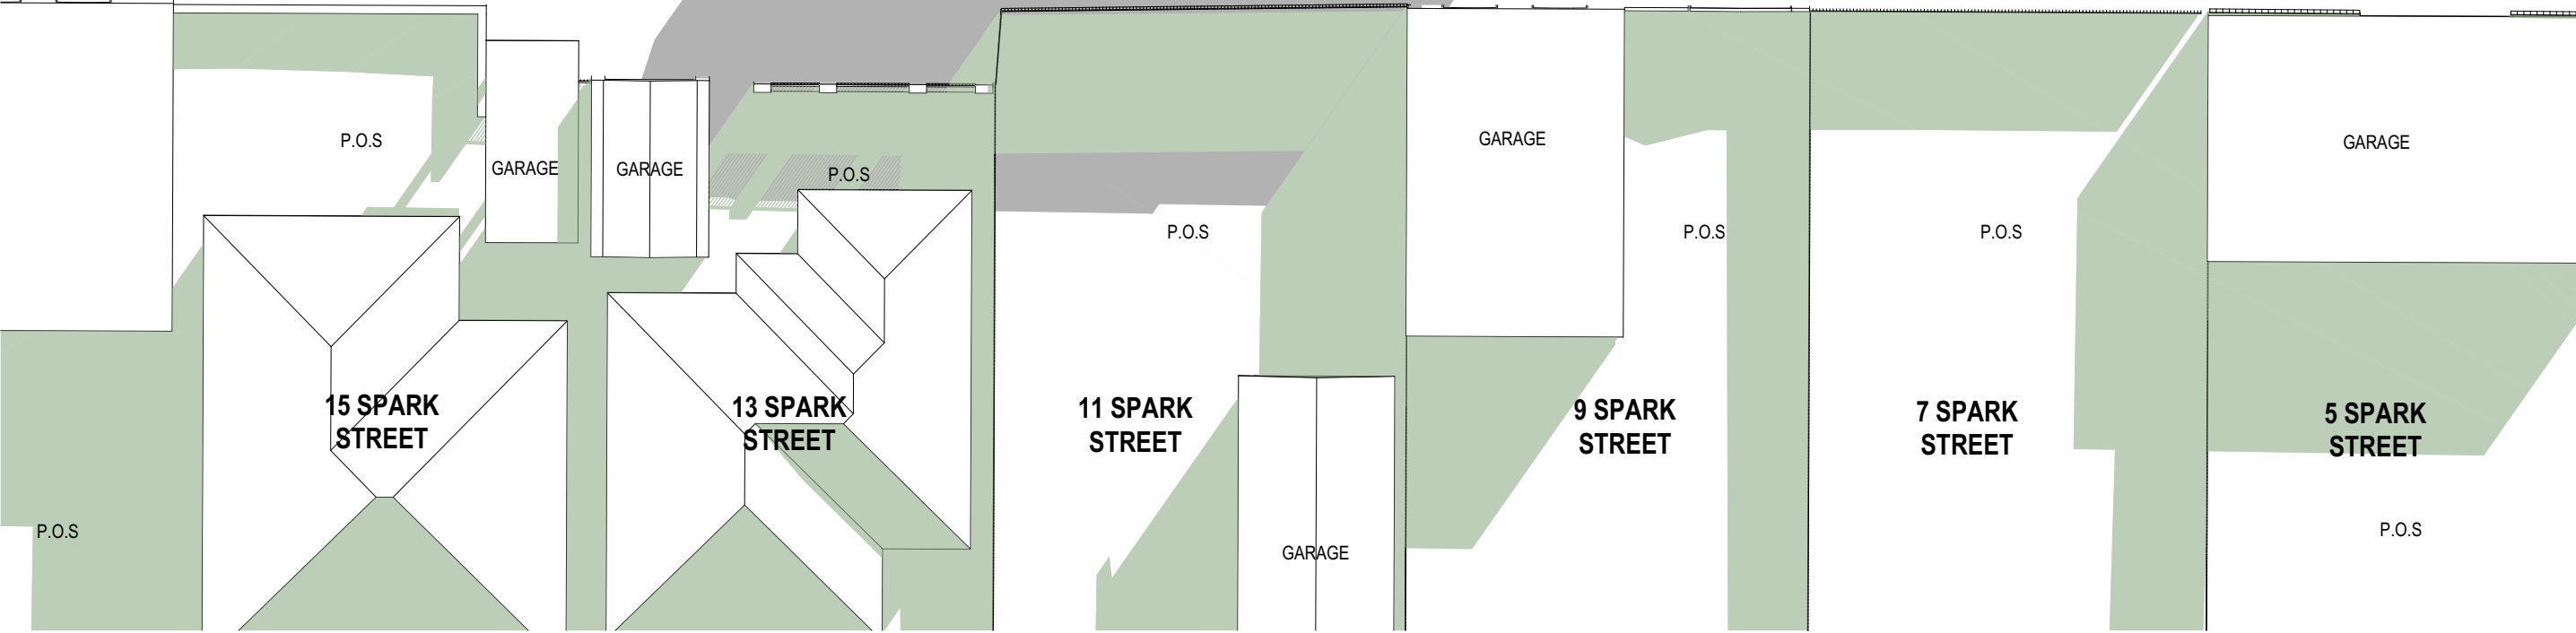 GARAGE
P.O.S
GARAGE
GARAGE
GARAGE
P.O.S
P.O.S
P.O.S
P.O.S
15 SPARK
STREET
13 SPARK
STREET
11 SPARK
STREET
9 SPARK
STREET
7 SPARK
STREET
5 SPARK
STREET
P.O.S
GARAGE
P.O.S